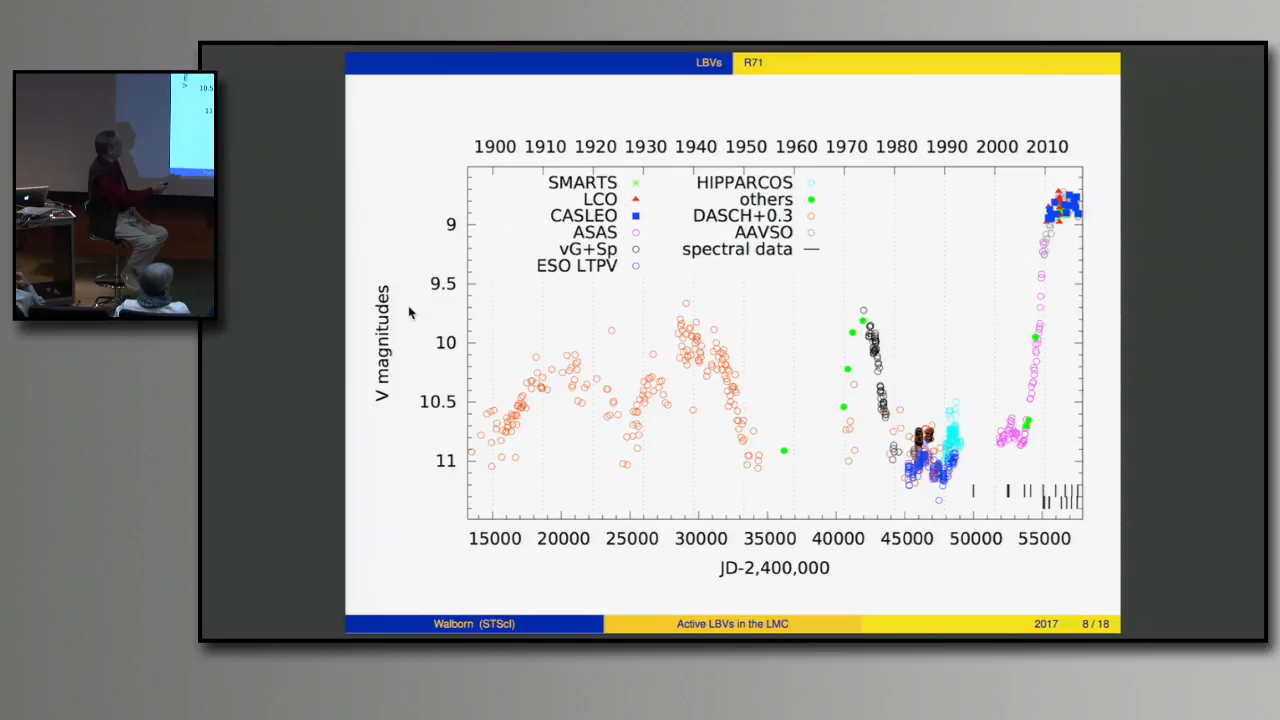 LBVs R71
1900 1910 1920 1930 1940 1950 1960 1970 1980 1990 2000 2010
SMARTS HIPPARCOS
LCO others
CASLEO DASCH+0.3
ASAS AAVSO
vG+Sp spectral data
ESO LTPV
9
9.5
10
10.5
11
V magnitudes
15000 20000 25000 30000 35000 40000 45000 50000 55000
JD-2,400,000
Walborn (STScI) Active LBVs in the LMC 2017 8 / 18
10.5
11